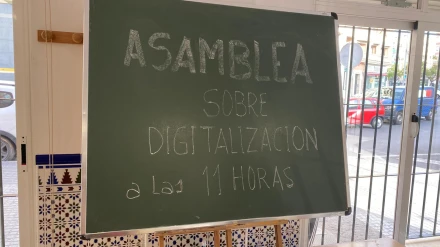 ASAMBLEA
SOBRE
DIGITALIZACION
a las 11 HORAS